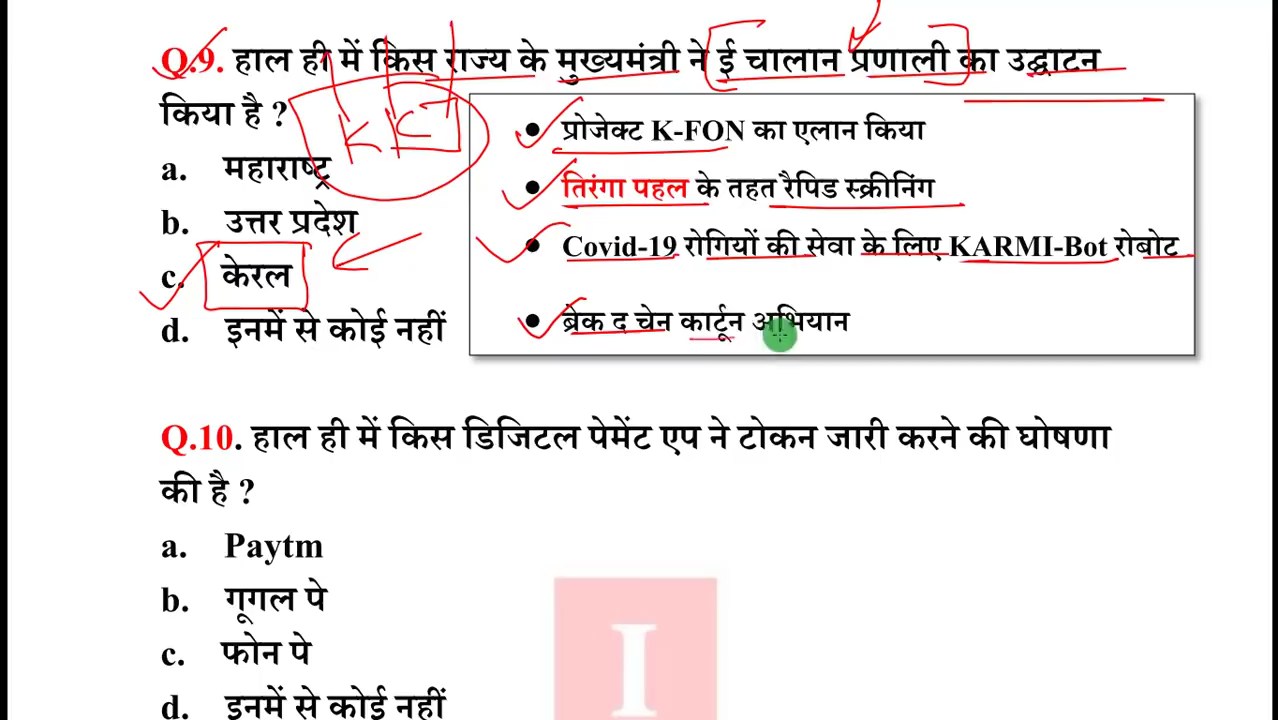 Q.9. हाल ही में किस राज्य के मुख्यमंत्री ने ई चालान प्रणाली का उद्घाटन
किया है ?
K C T
a. महाराष्ट्र
b. उत्तर प्रदेश
c. केरल
d. इनमें से कोई नहीं
• प्रोजेक्ट K-FON का एलान किया
• तिरंगा पहल के तहत रैपिड स्क्रीनिंग
• Covid-19 रोगियों की सेवा के लिए KARMI-Bot रोबोट
• ब्रेक द चेन कार्टून अभियान
Q.10. हाल ही में किस डिजिटल पेमेंट एप ने टोकन जारी करने की घोषणा
की है ?
a. Paytm
b. गूगल पे
c. फोन पे
d. इनमें से कोई नहीं
I